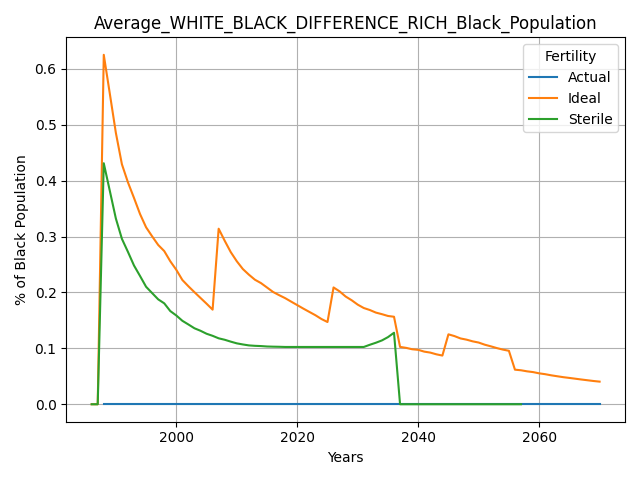 Average_WHITE_BLACK_DIFFERENCE_RICH_Black_Population
Fertility
Actual
Ideal
Sterile
% of Black Population
0.6
0.5
0.4
0.3
0.2
0.1
0.0
2000 2020 2040 2060
Years